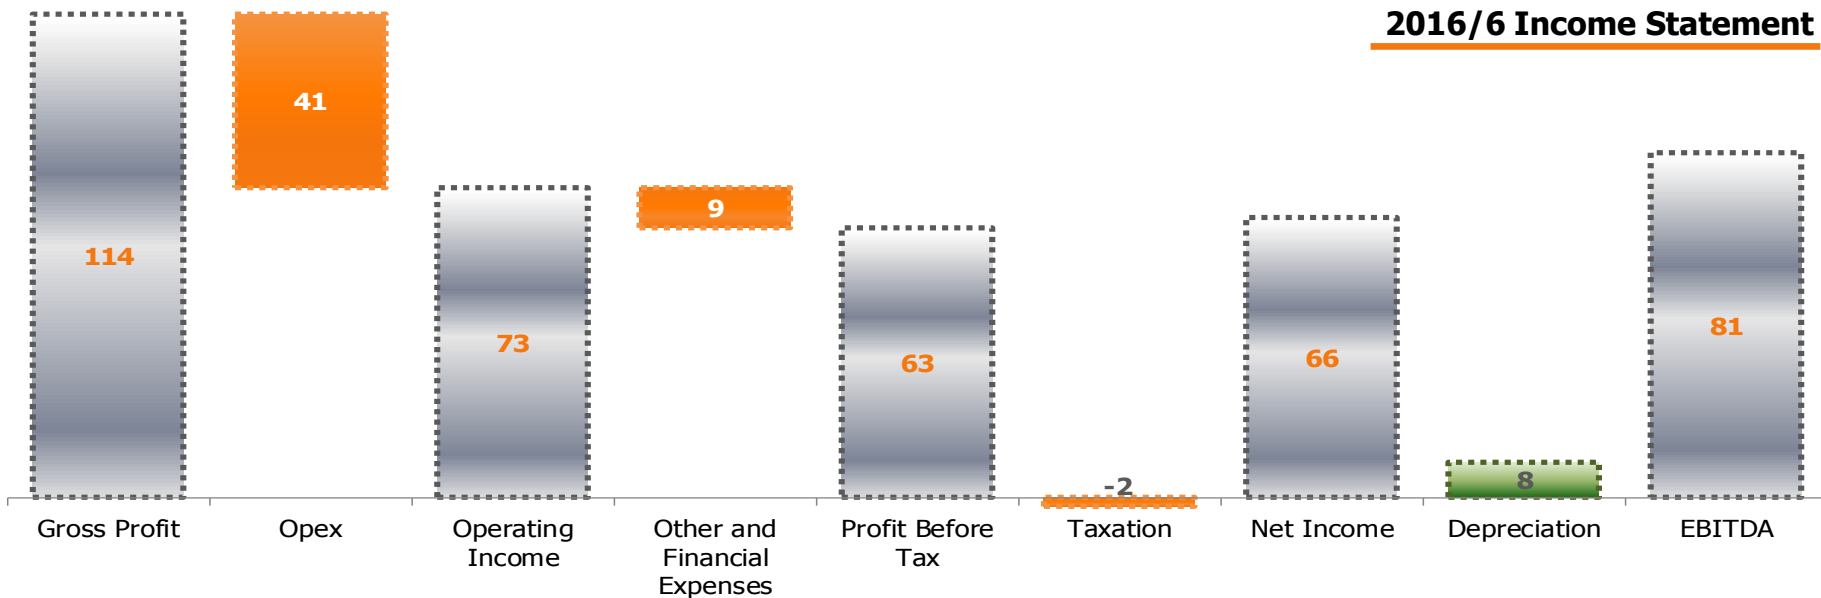 2016/6 Income Statement
41
9
114
73
63
66
81
-2
8
Gross Profit
Opex
Operating
Income
Other and
Financial
Expenses
Profit Before
Tax
Taxation
Net Income
Depreciation
EBITDA